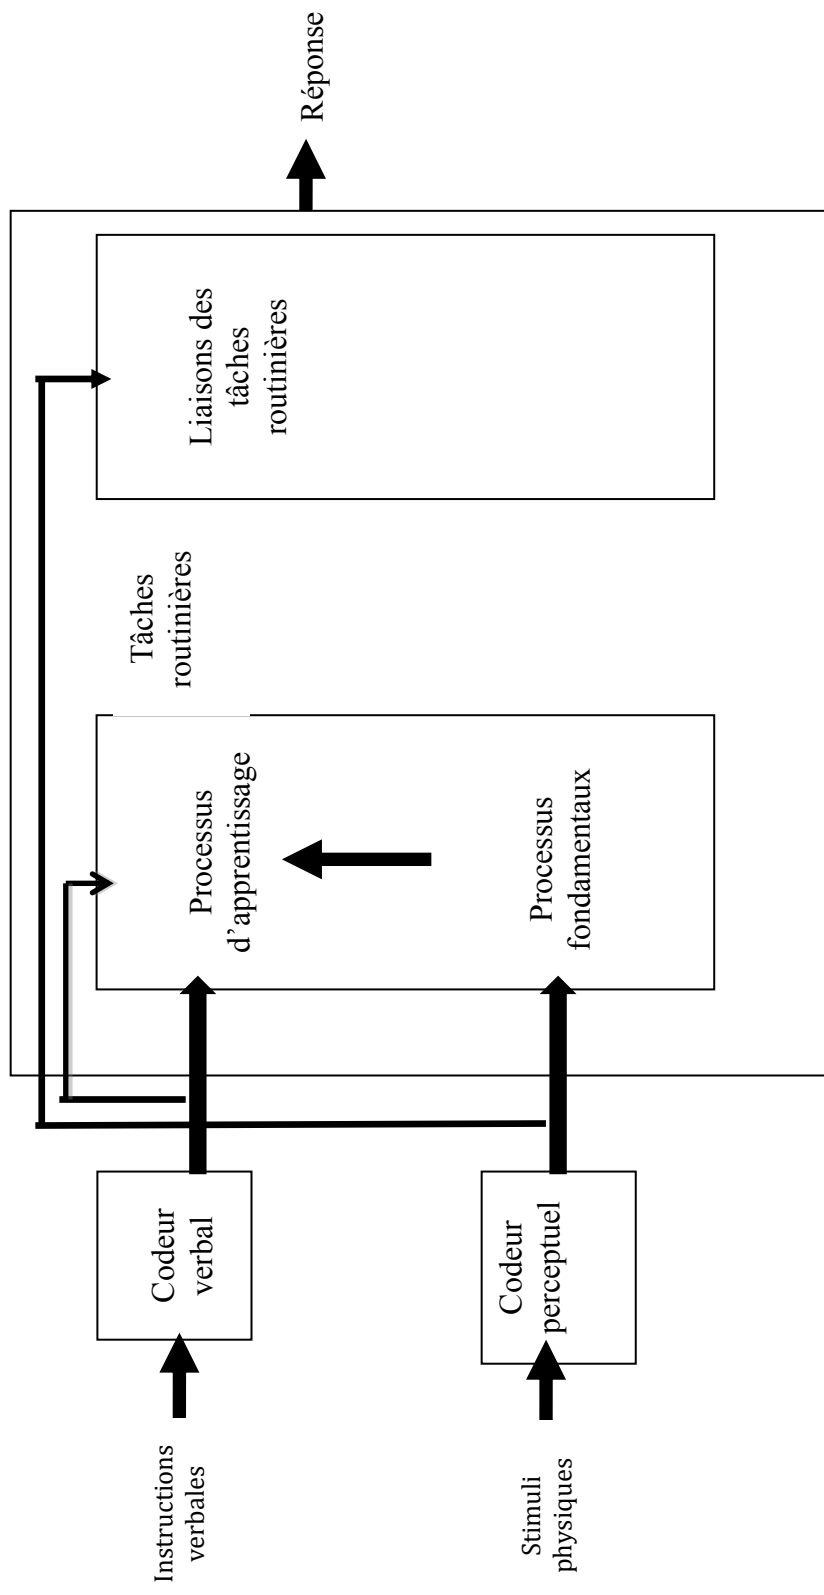 Instructions
verbales
Stimuli
physiques
Codeur
verbal
Codeur
perceptuel
Processus
d’apprentissage
Processus
fondamentaux
Tâches
routinières
Liaisons des
tâches
routinières
Réponse